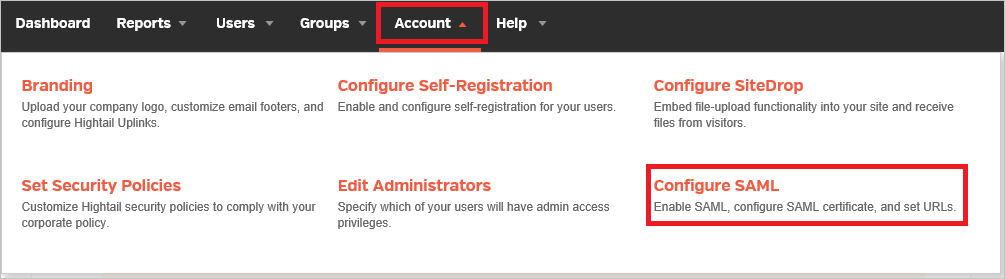 Dashboard Reports Users Groups Account Help
Branding
Upload your company logo, customize email footers, and
configure Hightail Uplinks.
Configure Self-Registration
Enable and configure self-registration for your users.
Configure SiteDrop
Embed file-upload functionality into your site and receive
files from visitors.
Set Security Policies
Customize Hightail security policies to comply with your
corporate policy.
Edit Administrators
Specify which of your users will have admin access
privileges.
Configure SAML
Enable SAML, configure SAML certificate, and set URLs.